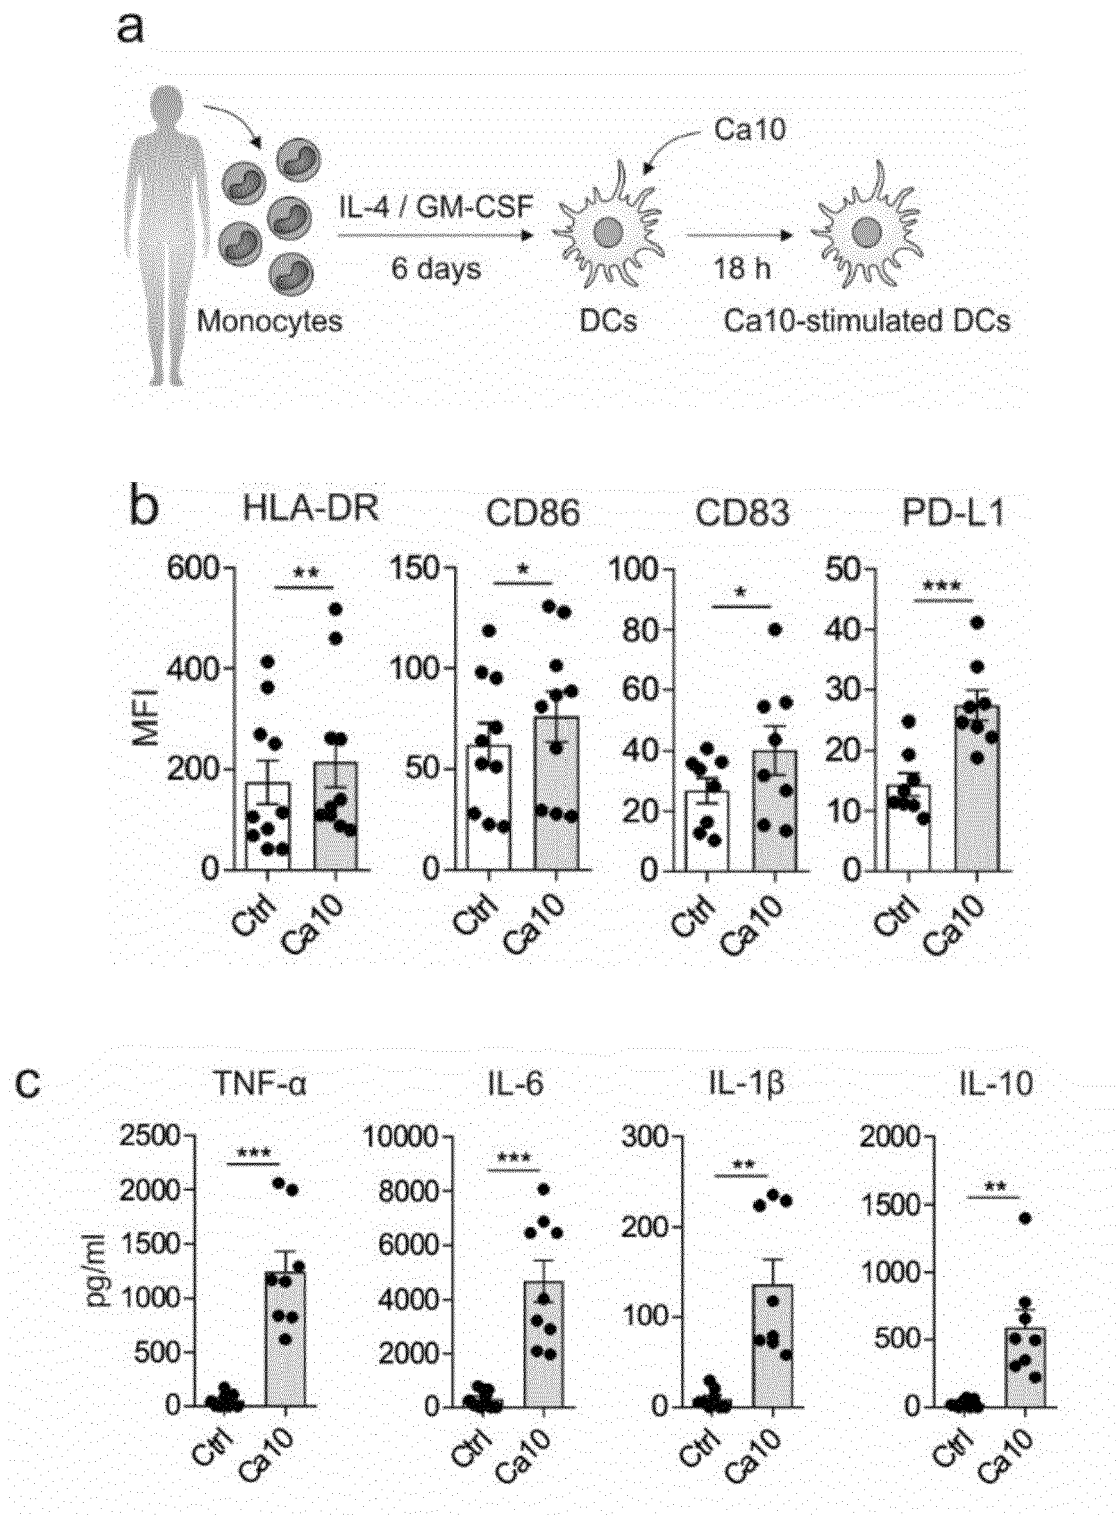 a
Ca10
IL-4 / GM-CSF
6 days
18 h
Monocytes
DCs
Ca10-stimulated DCs
b
HLA-DR
CD86
CD83
PD-L1
MFI
600
400
200
0
**
Ctrl
Ca10
150
100
50
0
*
Ctrl
Ca10
100
80
60
40
20
0
*
Ctrl
Ca10
50
40
30
20
10
0
***
Ctrl
Ca10
c
TNF-α
IL-6
IL-1β
IL-10
pg/ml
2500
2000
1500
1000
500
0
***
Ctrl
Ca10
10000
8000
6000
4000
2000
0
***
Ctrl
Ca10
300
200
100
0
**
Ctrl
Ca10
2000
1500
1000
500
0
**
Ctrl
Ca10